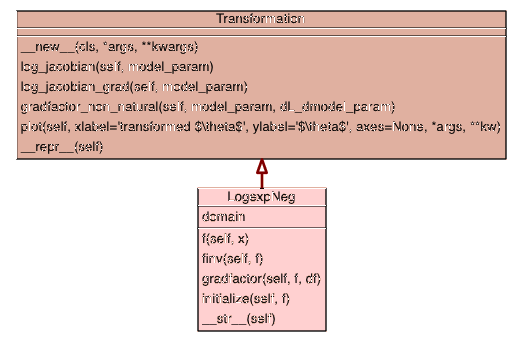 Transformation
__new__(cls, *args, **kwargs)
log_jacobian(self, model_param)
log_jacobian_grad(self, model_param)
gradfactor_non_natural(self, model_param, dL_dmodel_param)
plot(self, xlabel='transformed $\theta$', ylabel='$\theta$', axes=None, *args, **kw)
__repr__(self)
LogexpNeg
domain
f(self, x)
finv(self, f)
gradfactor(self, f, df)
initialize(self, f)
__str__(self)